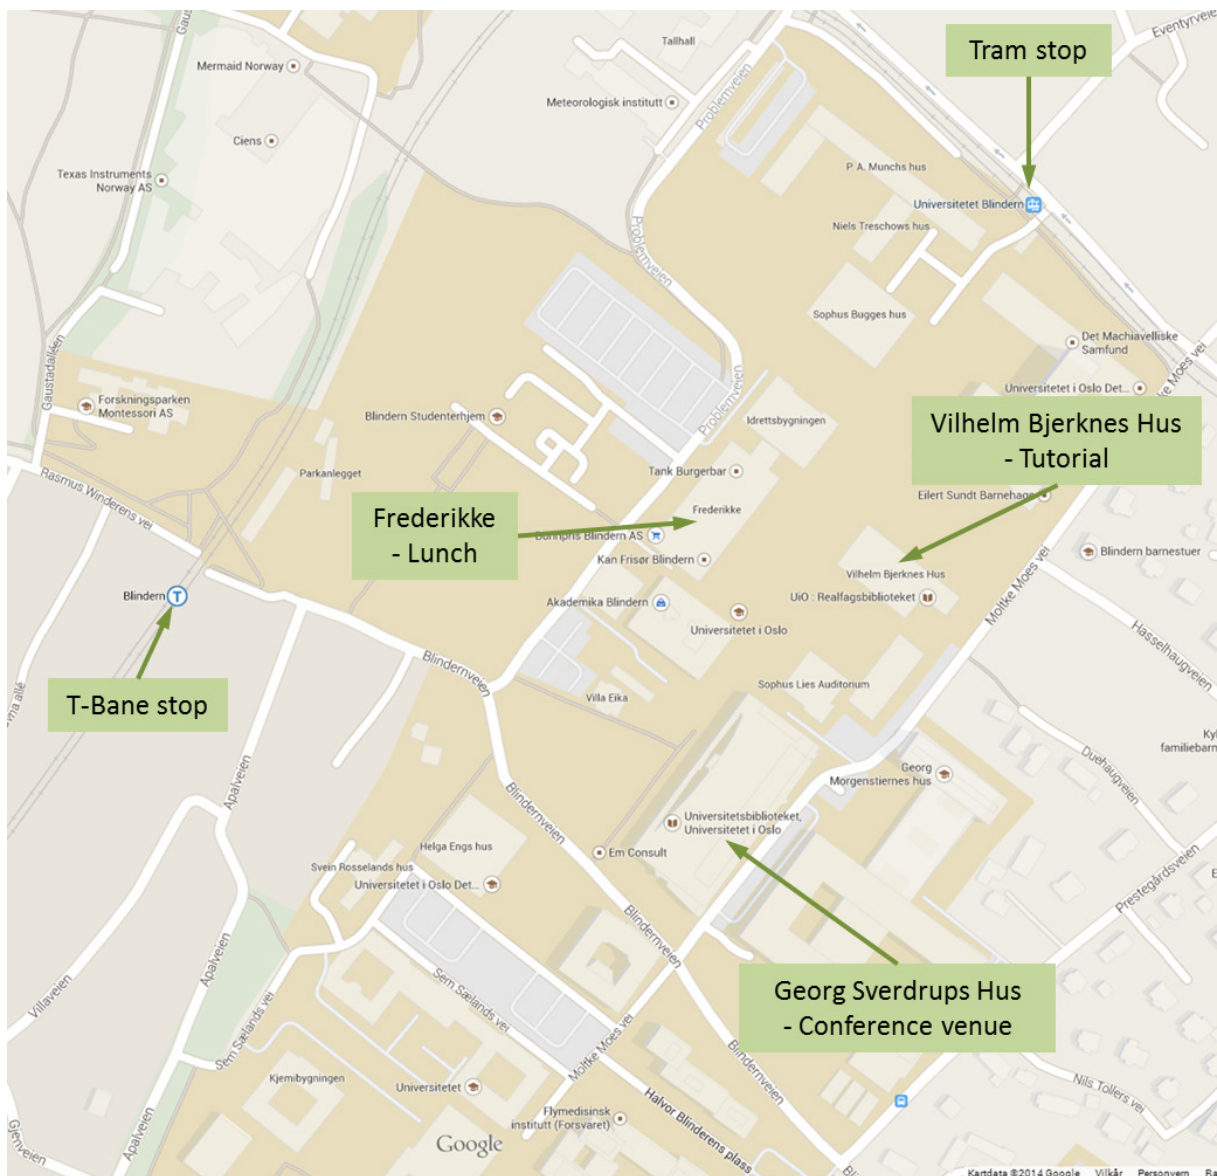 Gaustadalléen
Mermaid Norway
Ciens
Texas Instruments
Norway AS
Tallhall
Meteorologisk institutt
Problemveien
Tram stop
P. A. Munchs hus
Universitetet Blindern
Niels Treschows hus
Sophus Bugges hus
Det Machiavelliske
Samfund
Universitetet i Oslo Det...
Problemveien
Gaustadalléen
Forskningsparken
Montessori AS
Blindern Studenterhjem
Problemveien
Idrettsbygningen
Vilhelm Bjerknes Hus
- Tutorial
Rasmus Winderens vei
Parkanlegget
Tank Burgerbar
Eilert Sundt Barnehage
Frederikke
- Lunch
Frederikke
Blindern AS
Kan Frisør Blindern
Vilhelm Bjerknes Hus
UiO : Realfagsbiblioteket
Blindern barnestuer
Moltke Moes vei
Blindern
T
Akademika Blindern
Universitetet i Oslo
Hasselhaugveien
T-Bane stop
Blindernveien
Villa Eika
Sophus Lies Auditorium
Apalveien
Duehaugveien
Georg
Morgenstiernes hus
Blindernveien
Universitetsbiblioteket,
Universitetet i Oslo
Helga Engs hus
Em Consult
Svein Rosselands hus
Universitetet i Oslo Det...
Prestegårdsveien
Blindernveien
Villaveien
Apalveien
Sem Sælands vei
Georg Sverdrups Hus
- Conference venue
Sem Sælands vei
Moltke Moes vei
Blindernveien
Kjemibygningen
Universitetet
Nils Tollers vei
Halvor Blinderens plass
Flymedisinsk
institutt (Forsvaret)
Gjenveien
Apalveien
Google
Kartdata ©2014 Google
Vilkår
Personvern